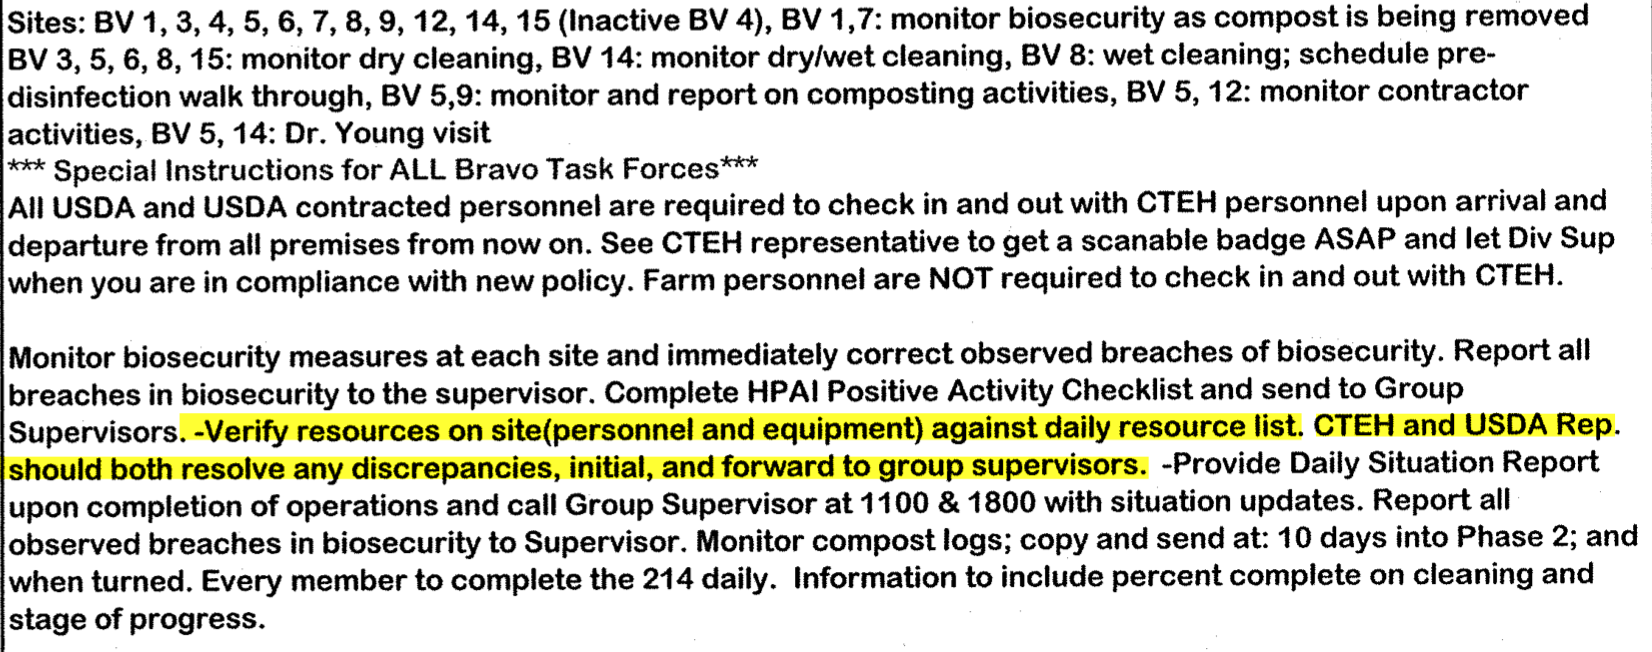 Sites: BV 1, 3, 4, 5, 6, 7, 8, 9, 12, 14, 15 (Inactive BV 4), BV 1,7: monitor biosecurity as compost is being removed
BV 3, 5, 6, 8, 15: monitor dry cleaning, BV 14: monitor dry/wet cleaning, BV 8: wet cleaning; schedule pre-
disinfection walk through, BV 5,9: monitor and report on composting activities, BV 5, 12: monitor contractor
activities, BV 5, 14: Dr. Young visit
*** Special Instructions for ALL Bravo Task Forces***
All USDA and USDA contracted personnel are required to check in and out with CTEH personnel upon arrival and
departure from all premises from now on. See CTEH representative to get a scanable badge ASAP and let Div Sup
when you are in compliance with new policy. Farm personnel are NOT required to check in and out with CTEH.
Monitor biosecurity measures at each site and immediately correct observed breaches of biosecurity. Report all
breaches in biosecurity to the supervisor. Complete HPAI Positive Activity Checklist and send to Group
Supervisors. -Verify resources on site(personnel and equipment) against daily resource list. CTEH and USDA Rep.
should both resolve any discrepancies, initial, and forward to group supervisors. -Provide Daily Situation Report
upon completion of operations and call Group Supervisor at 1100 & 1800 with situation updates. Report all
observed breaches in biosecurity to Supervisor. Monitor compost logs; copy and send at: 10 days into Phase 2; and
when turned. Every member to complete the 214 daily. Information to include percent complete on cleaning and
stage of progress.